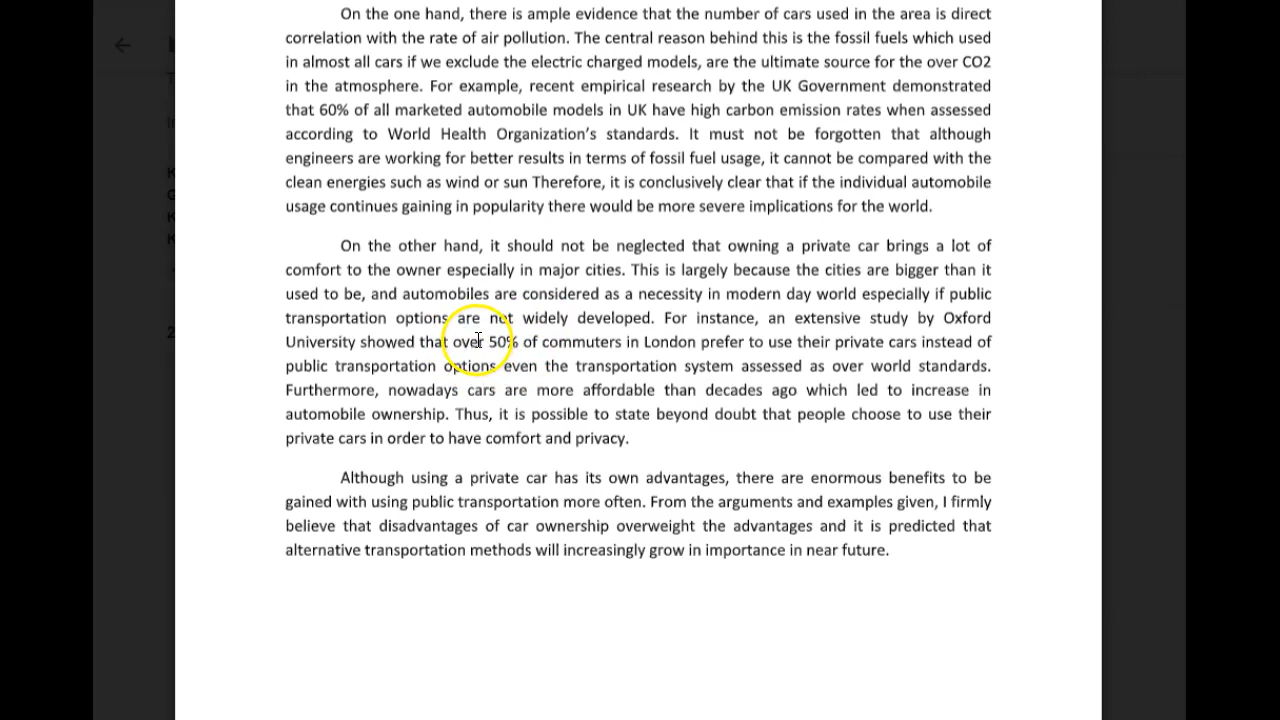 On the one hand, there is ample evidence that the number of cars used in the area is direct
correlation with the rate of air pollution. The central reason behind this is the fossil fuels which used
in almost all cars if we exclude the electric charged models, are the ultimate source for the over CO2
in the atmosphere. For example, recent empirical research by the UK Government demonstrated
that 60% of all marketed automobile models in UK have high carbon emission rates when assessed
according to World Health Organization's standards. It must not be forgotten that although
engineers are working for better results in terms of fossil fuel usage, it cannot be compared with the
clean energies such as wind or sun Therefore, it is conclusively clear that if the individual automobile
usage continues gaining in popularity there would be more severe implications for the world.
On the other hand, it should not be neglected that owning a private car brings a lot of
comfort to the owner especially in major cities. This is largely because the cities are bigger than it
used to be, and automobiles are considered as a necessity in modern day world especially if public
transportation options are not widely developed. For instance, an extensive study by Oxford
University showed that over 50% of commuters in London prefer to use their private cars instead of
public transportation options even the transportation system assessed as over world standards.
Furthermore, nowadays cars are more affordable than decades ago which led to increase in
automobile ownership. Thus, it is possible to state beyond doubt that people choose to use their
private cars in order to have comfort and privacy.
Although using a private car has its own advantages, there are enormous benefits to be
gained with using public transportation more often. From the arguments and examples given, I firmly
believe that disadvantages of car ownership overweight the advantages and it is predicted that
alternative transportation methods will increasingly grow in importance in near future.